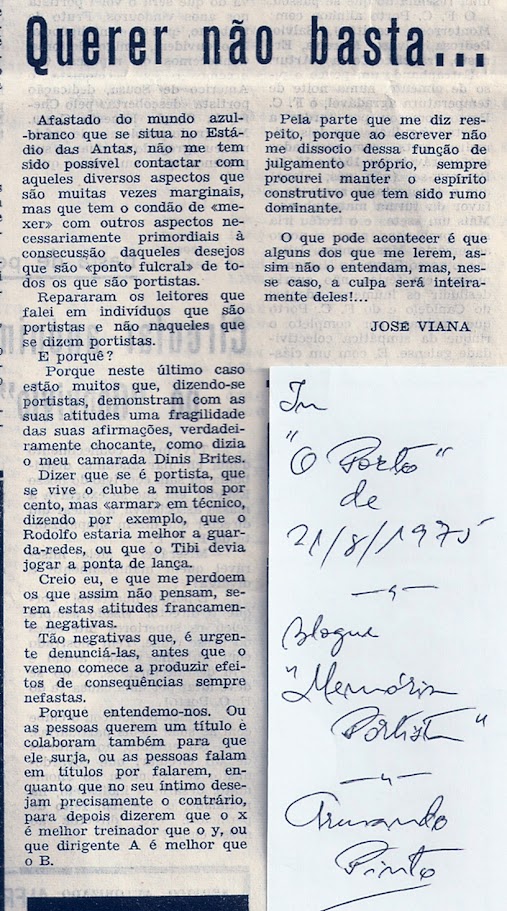 Querer não basta...
Afastado do mundo azul-
-branco que se situa no Está-
dio das Antas, não me tem
sido possível contactar com
aqueles diversos aspectos que
são muitas vezes marginais,
mas que tem o condão de «me-
xer» com outros aspectos ne-
cessariamente primordiais à
consecussão daqueles desejos
que são «ponto fulcral» de to-
dos os que são portistas.
Repararam os leitores que
falei em indivíduos que são
portistas e não naqueles que
se dizem portistas.
E porquê?
Porque neste último caso
estão muitos que, dizendo-se
portistas, demonstram com as
suas atitudes uma fragilidade
das suas afirmações, verdadei-
ramente chocante, como dizia
o meu camarada Dinis Brites.
Dizer que se é portista, que
se vive o clube a muitos por
cento, mas «armar» em técnico,
dizendo por exemplo, que o
Rodolfo estaria melhor a guar-
da-redes, ou que o Tibi devia
jogar a ponta de lança.
Creio eu, e que me perdoem
os que assim não pensam, se-
rem estas atitudes francamen-
te negativas.
Tão negativas que, é urgente
denunciá-las, antes que o
veneno comece a produzir efei-
tos de consequências sempre
nefastas.
Porque entendemo-nos. Ou
as pessoas querem um título e
colaboram também para que
ele surja, ou as pessoas falam
em títulos por falarem, en-
quanto que no seu íntimo dese-
jam precisamente o contrário,
para depois dizerem que o x
é melhor treinador que o y, ou
que dirigente A é melhor que
o B.
Pela parte que me diz res-
peito, porque ao escrever não
me dissocio dessa função de
julgamento próprio, sempre
procurei manter o espírito
construtivo que tem sido rumo
dominante.
O que pode acontecer é que
alguns dos que me lerem, as-
sim não o entendam, mas, nes-
se caso, a culpa será inteira-
mente deles!...
JOSÉ VIANA
In
"O Porto"
de
21/8/1975
Blogue
"Memória
Portista"
Armando
Pinto